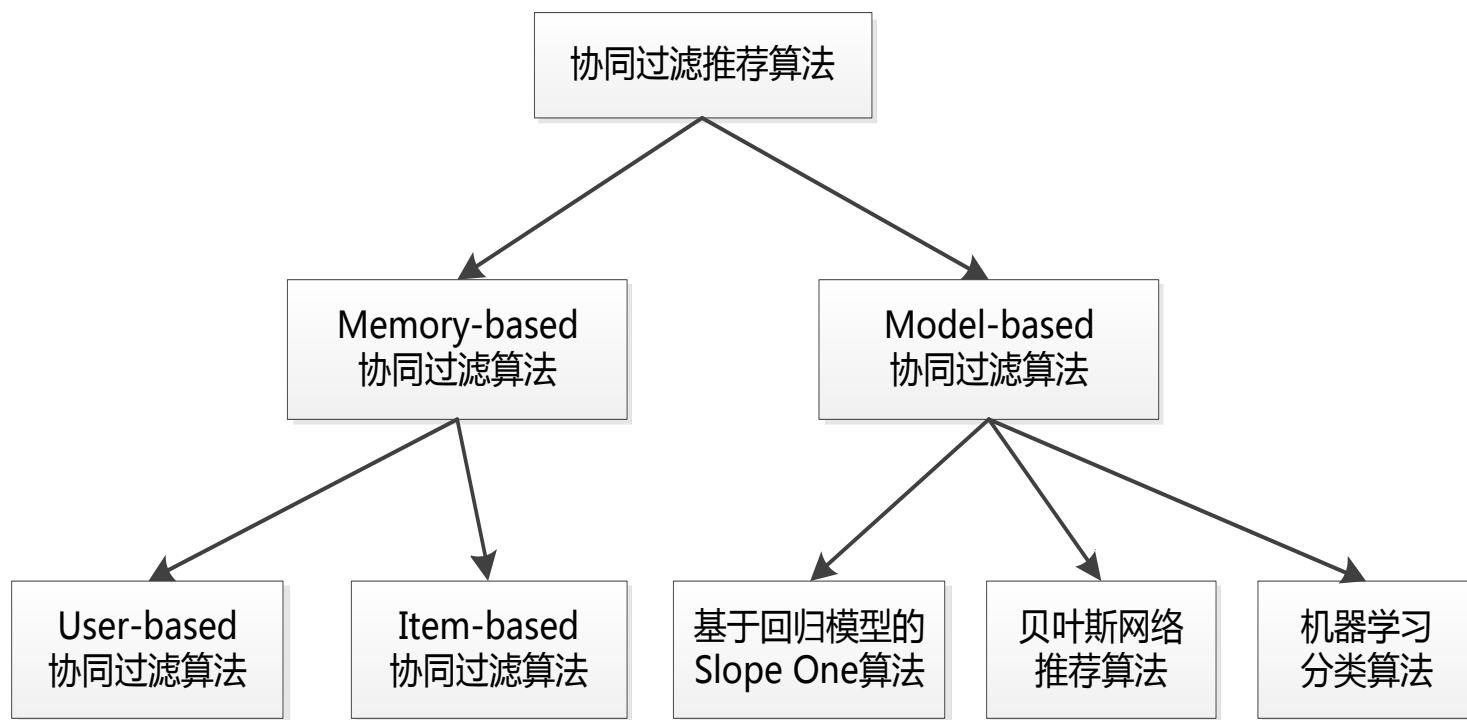 协同过滤推荐算法
Memory-based
协同过滤算法
Model-based
协同过滤算法
User-based
协同过滤算法
Item-based
协同过滤算法
基于回归模型的
Slope One算法
贝叶斯网络
推荐算法
机器学习
分类算法